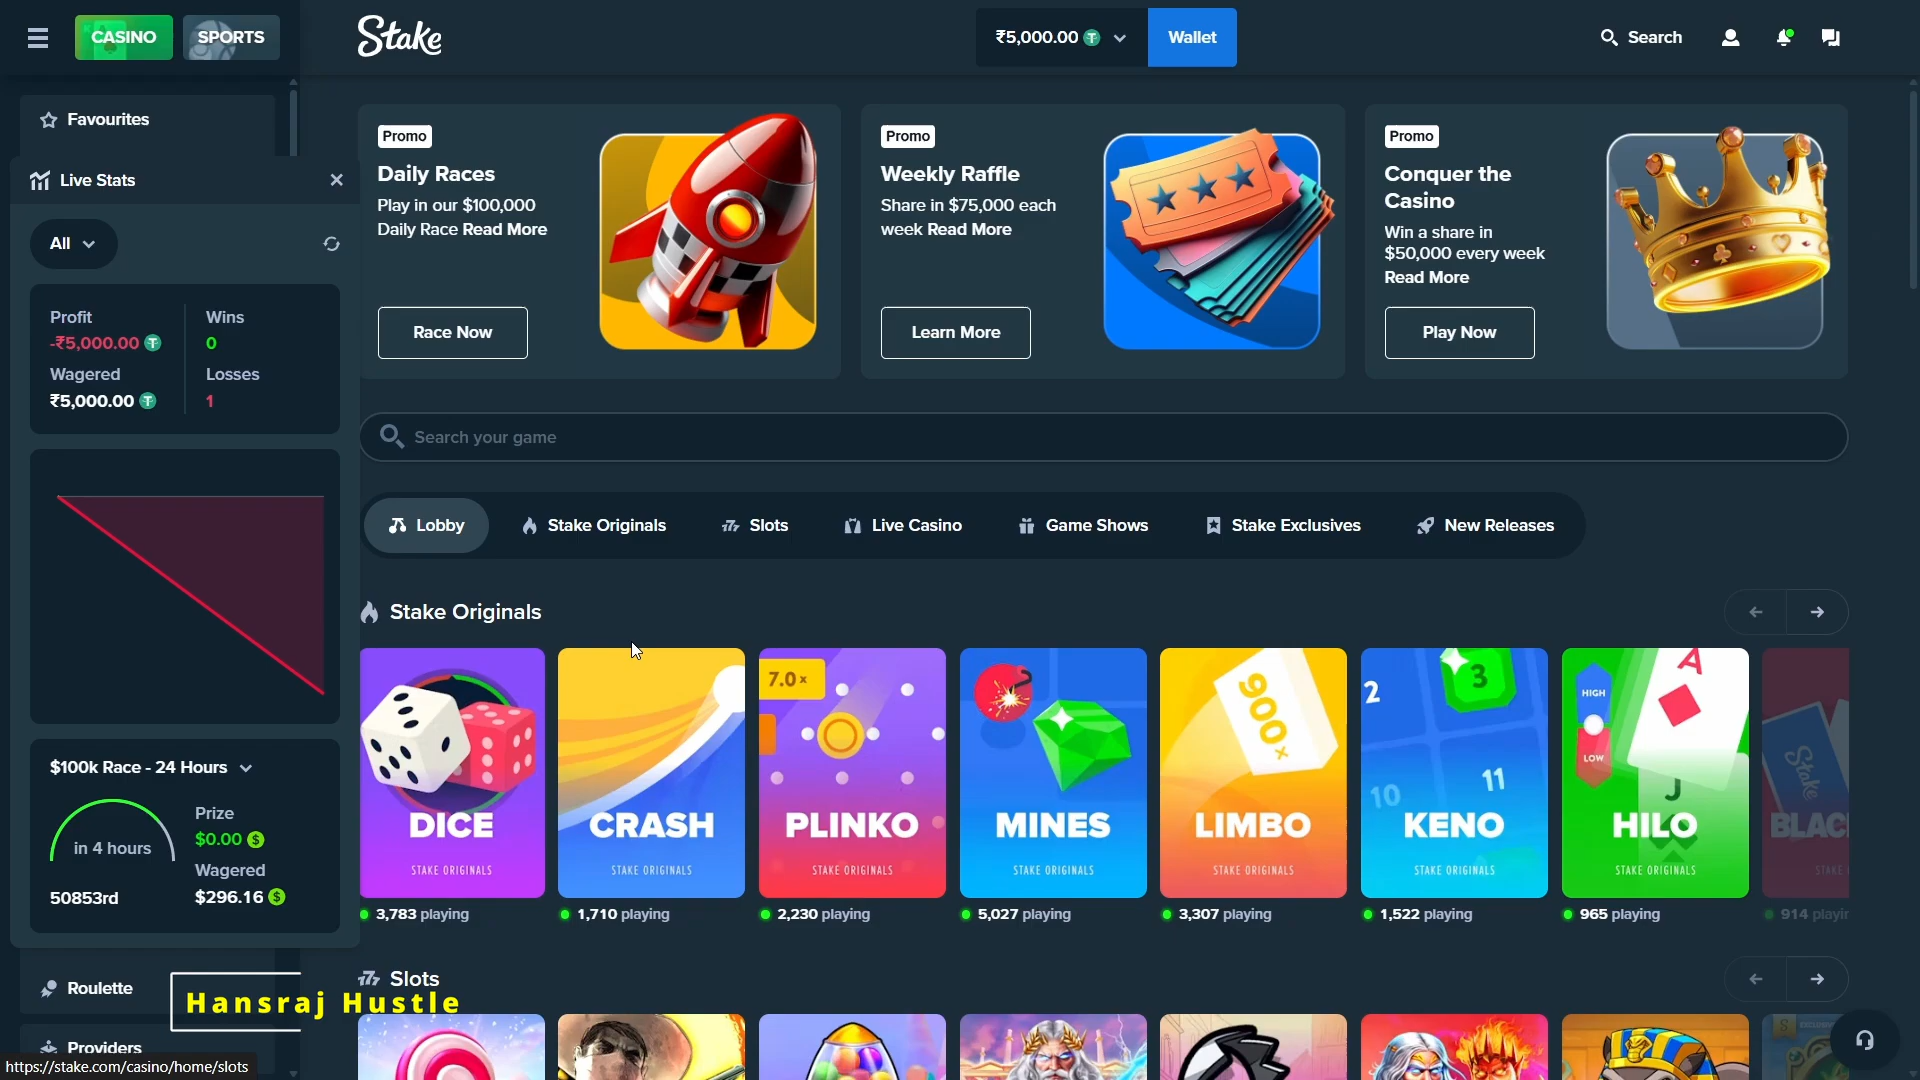 CASINO
SPORTS
Stake
₹5,000.00
Wallet
Search
Favourites
Live Stats
All
Profit
-₹5,000.00
Wins
0
Wagered
₹5,000.00
Losses
1
$100k Race - 24 Hours
in 4 hours
50853rd
Prize
$0.00
Wagered
$296.16
Roulette
Providers
https://stake.com/casino/home/slots
Hansraj Hustle
Promo
Daily Races
Play in our $100,000
Daily Race Read More
Race Now
Promo
Weekly Raffle
Share in $75,000 each
week Read More
Learn More
Promo
Conquer the
Casino
Win a share in
$50,000 every week
Read More
Play Now
Search your game
Lobby
Stake Originals
Slots
Live Casino
Game Shows
Stake Exclusives
New Releases
Stake Originals
DICE
STAKE ORIGINALS
3,783 playing
CRASH
STAKE ORIGINALS
1,710 playing
7.0x
PLINKO
STAKE ORIGINALS
2,230 playing
MINES
STAKE ORIGINALS
5,027 playing
900x
LIMBO
STAKE ORIGINALS
3,307 playing
2
3
10
11
KENO
STAKE ORIGINALS
1,522 playing
HIGH
LOW
A
J
HILO
STAKE ORIGINALS
965 playing
Stake
914
Slots